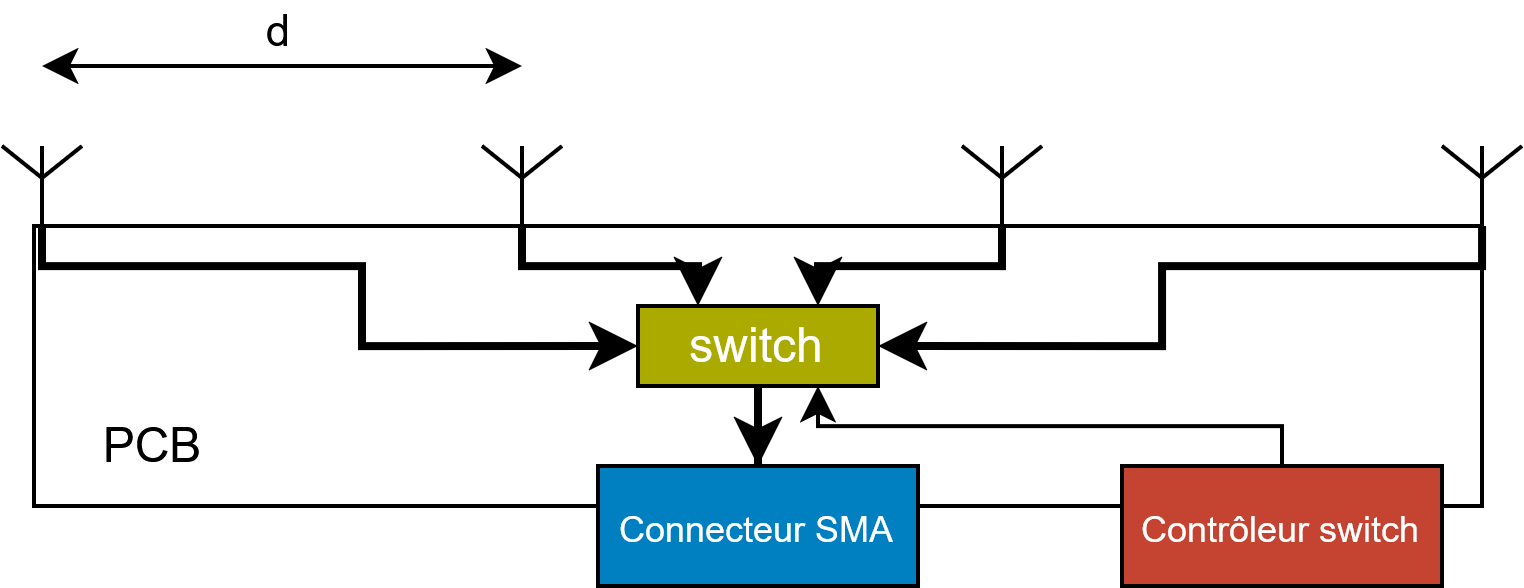 d
switch
PCB
Connecteur SMA
Contrôleur switch